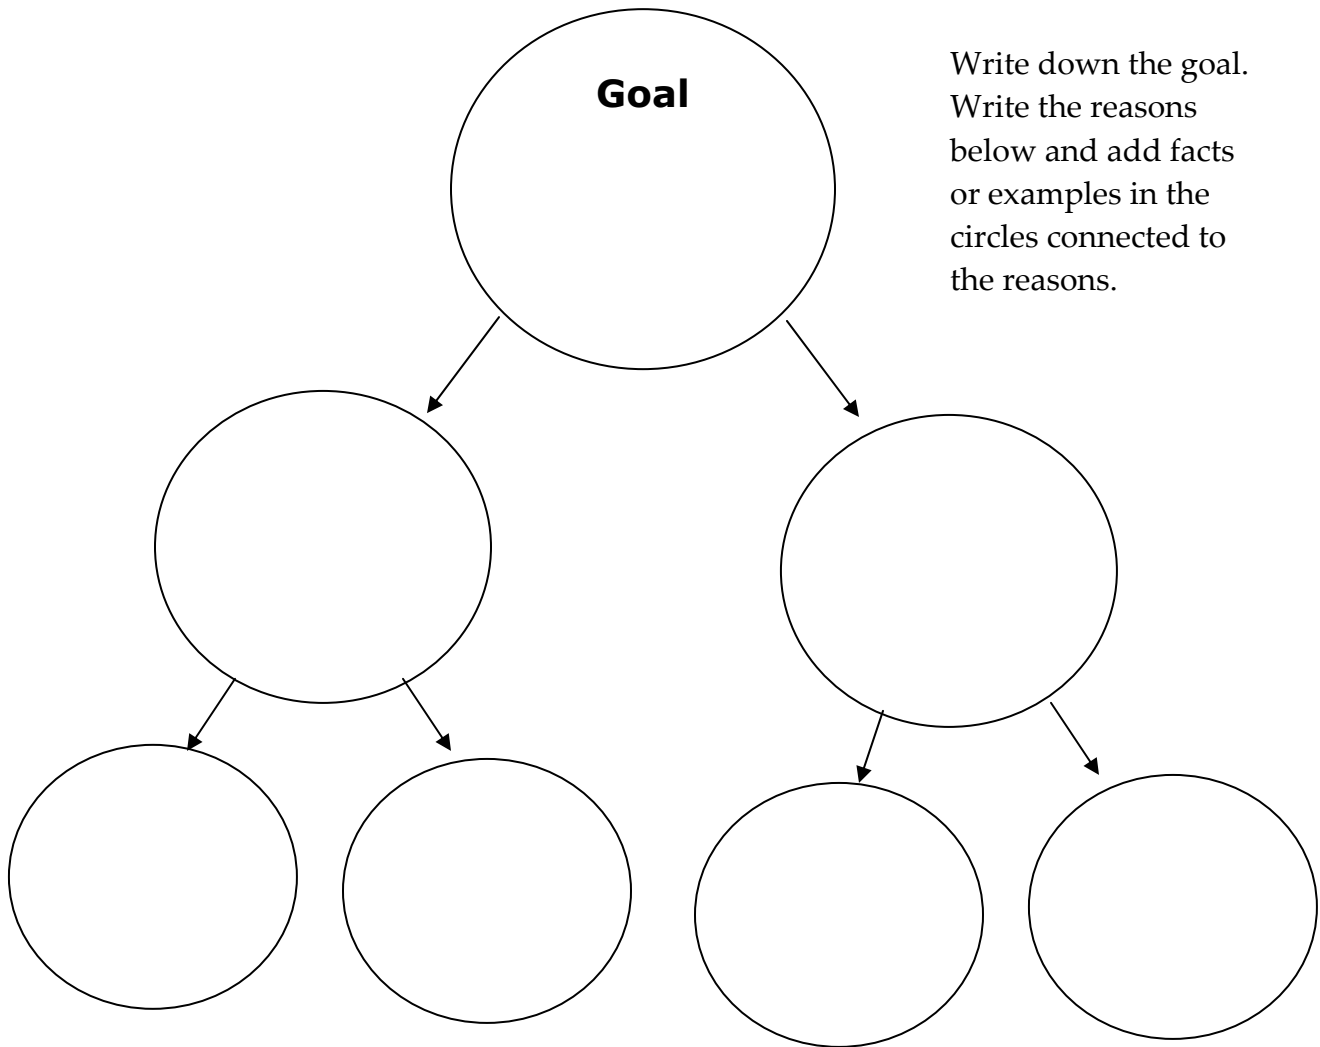 Goal
Write down the goal.
Write the reasons
below and add facts
or examples in the
circles connected to
the reasons.